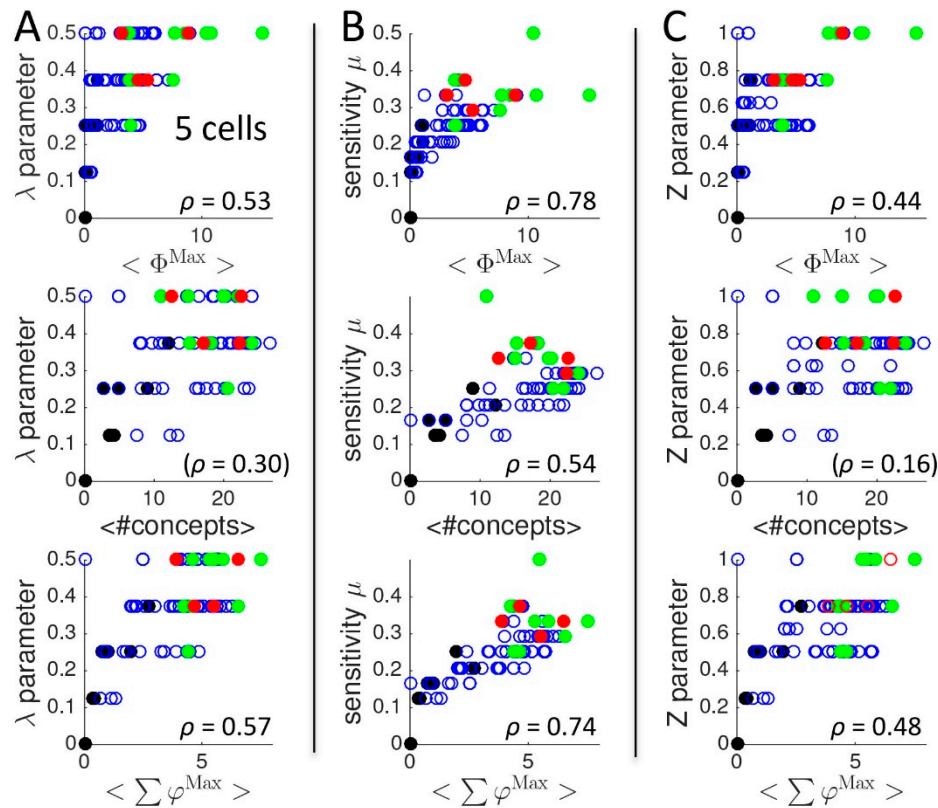 A
B
C
0.5
0.4
0.3
0.2
0.1
0
λ parameter
5 cells
ρ = 0.53
0
10
< Φ^Max >
0.5
0.4
0.3
0.2
0.1
0
sensitivity μ
ρ = 0.78
0
10
< Φ^Max >
1
0.8
0.6
0.4
0.2
0
Z parameter
ρ = 0.44
0
10
< Φ^Max >
0.5
0.4
0.3
0.2
0.1
0
λ parameter
(ρ = 0.30)
0
10
20
<#concepts>
0.5
0.4
0.3
0.2
0.1
0
sensitivity μ
ρ = 0.54
0
10
20
<#concepts>
1
0.8
0.6
0.4
0.2
0
Z parameter
(ρ = 0.16)
0
10
20
<#concepts>
0.5
0.4
0.3
0.2
0.1
0
λ parameter
ρ = 0.57
0
5
< ∑ φ^Max >
0.5
0.4
0.3
0.2
0.1
0
sensitivity μ
ρ = 0.74
0
5
< ∑ φ^Max >
1
0.8
0.6
0.4
0.2
0
Z parameter
ρ = 0.48
0
5
< ∑ φ^Max >